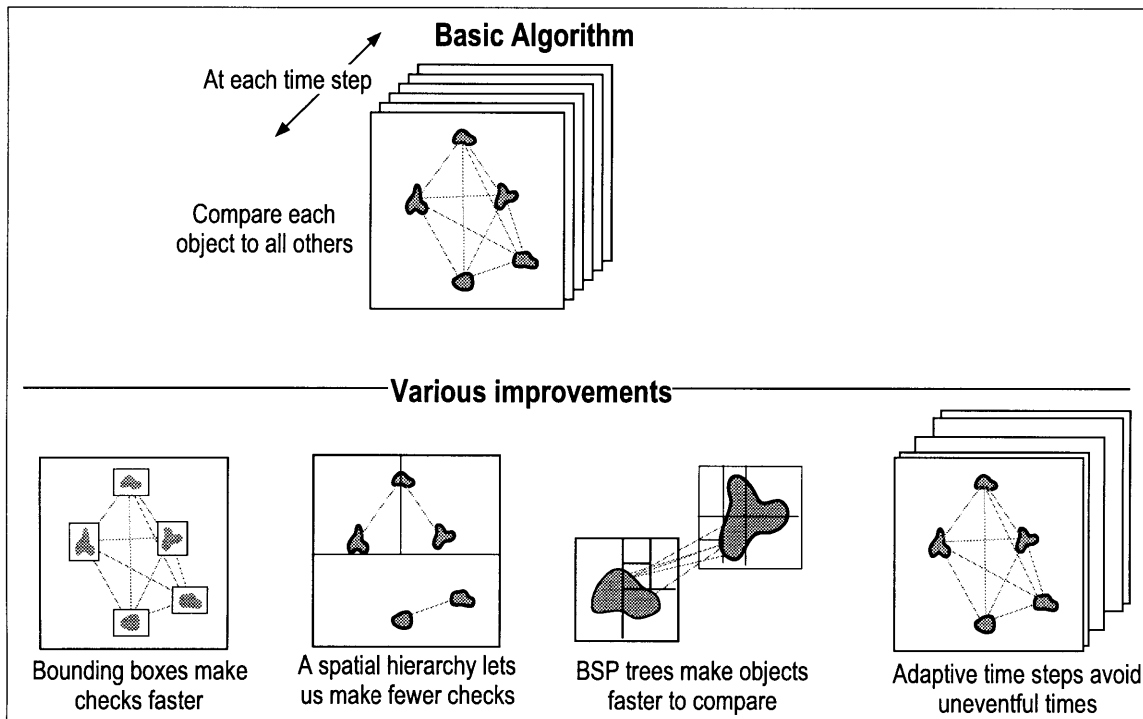 Basic Algorithm
At each time step
Compare each
object to all others
Various improvements
Bounding boxes make
checks faster
A spatial hierarchy lets
us make fewer checks
BSP trees make objects
faster to compare
Adaptive time steps avoid
uneventful times